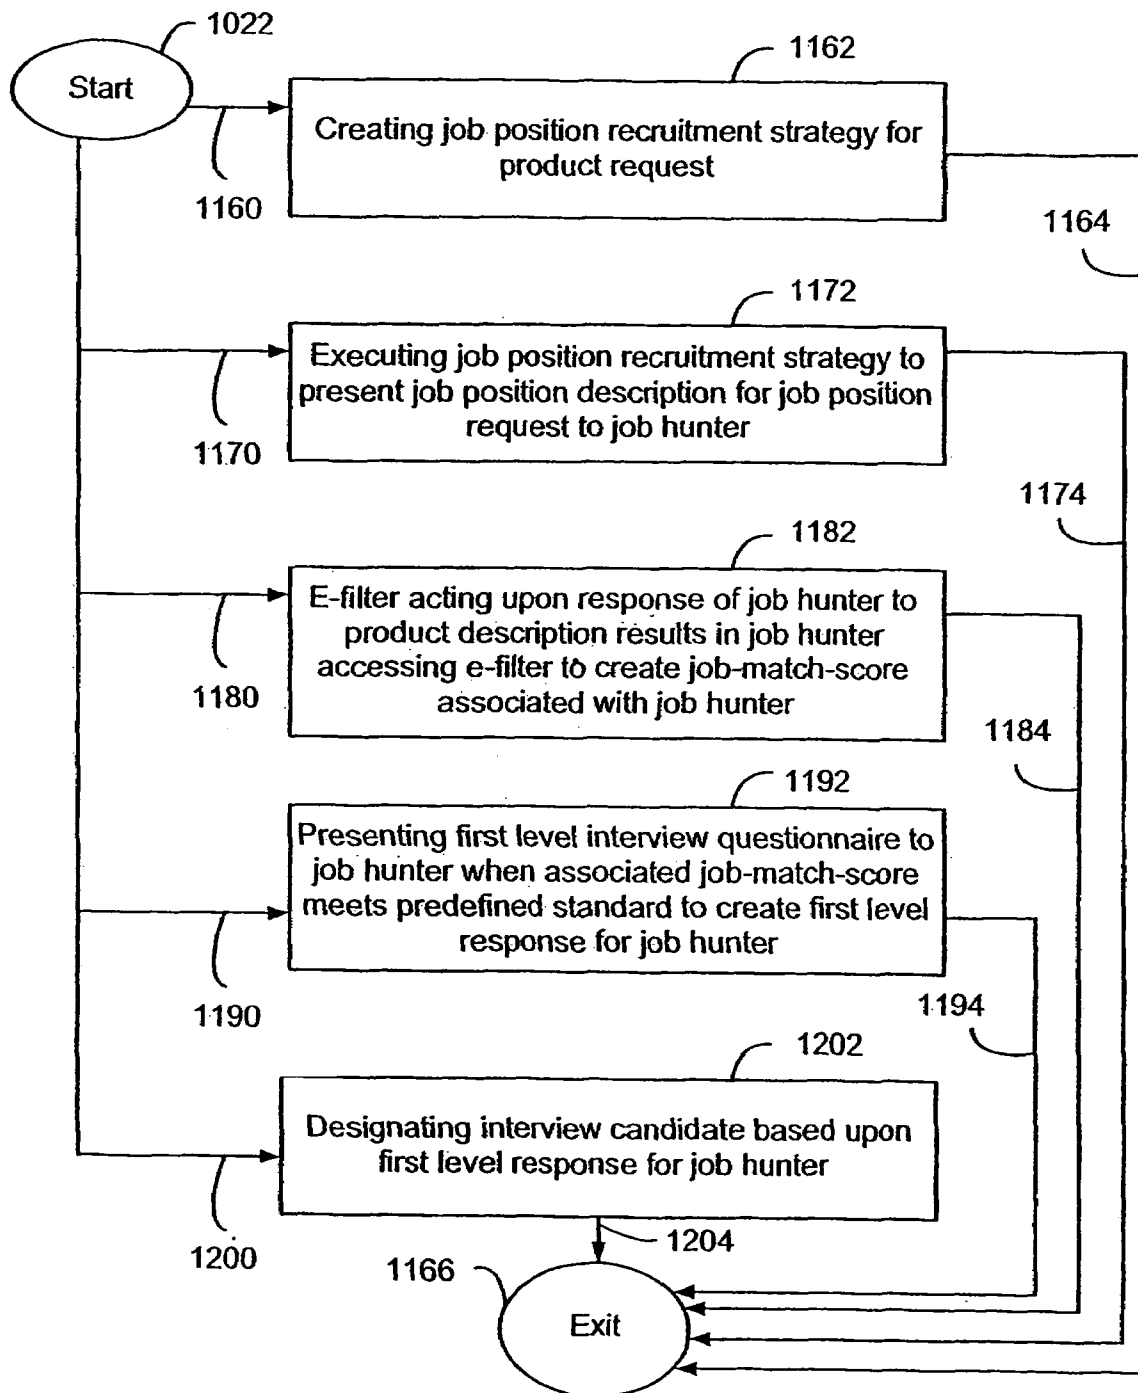 1022
Start
1162
Creating job position recruitment strategy for
product request
1160
1164
1172
Executing job position recruitment strategy to
present job position description for job position
request to job hunter
1170
1174
1182
E-filter acting upon response of job hunter to
product description results in job hunter
accessing e-filter to create job-match-score
associated with job hunter
1180
1184
1192
Presenting first level interview questionnaire to
job hunter when associated job-match-score
meets predefined standard to create first level
response for job hunter
1190
1194
1202
Designating interview candidate based upon
first level response for job hunter
1200
1204
1166
Exit